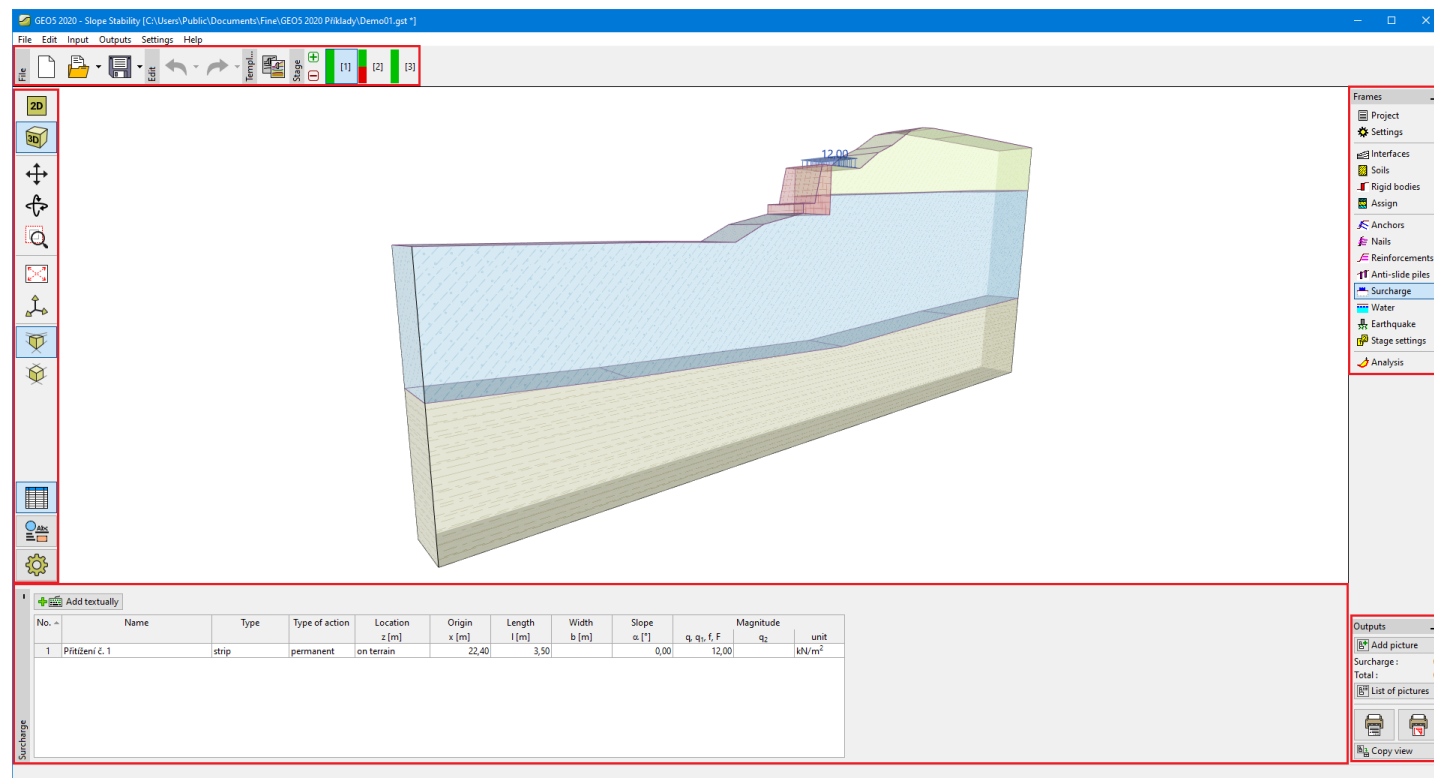 GEO5 2020 - Slope Stability [C:\Users\Public\Documents\Fine\GEO5 2020 Příklady\Demo01.gst *]
File Edit Input Outputs Settings Help
File
Edit
Templ...
Stage
[1]
[2]
[3]
2D
3D
12,00
Frames
Project
Settings
Interfaces
Soils
Rigid bodies
Assign
Anchors
Nails
Reinforcements
Anti-slide piles
Surcharge
Water
Earthquake
Stage settings
Analysis
Abc
Surcharge
Add textually
No. Name Type Type of action Location Origin Length Width Slope Magnitude
z [m] x [m] l [m] b [m] α [°] q, q1, f, F q2 unit
1 Přitížení č. 1 strip permanent on terrain 22,40 3,50 0,00 12,00 kN/m²
Outputs
Add picture
Surcharge :
Total :
List of pictures
Copy view